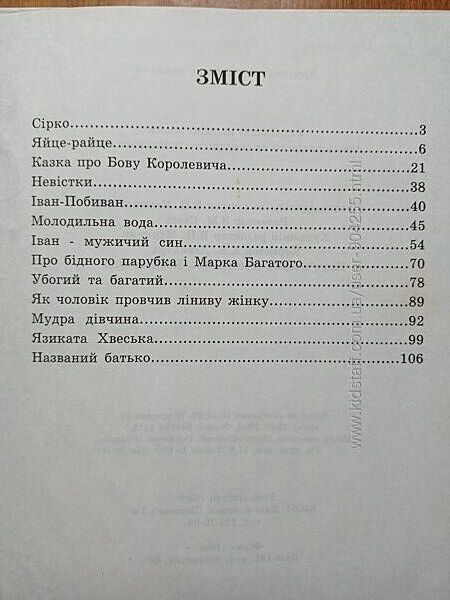 ЗМІСТ
Сірко.......................................................................3
Яйце-райце.............................................................6
Казка про Бову Королевича......................................21
Невістки..................................................................38
Іван-Побиван...........................................................40
Молодильна вода.....................................................45
Іван - мужичий син..................................................54
Про бідного парубка і Марка Багатого......................70
Убогий та багатий....................................................78
Як чоловік провчив ліниву жінку..............................89
Мудра дівчина.........................................................92
Язиката Хвеська......................................................99
Названий батько.....................................................106